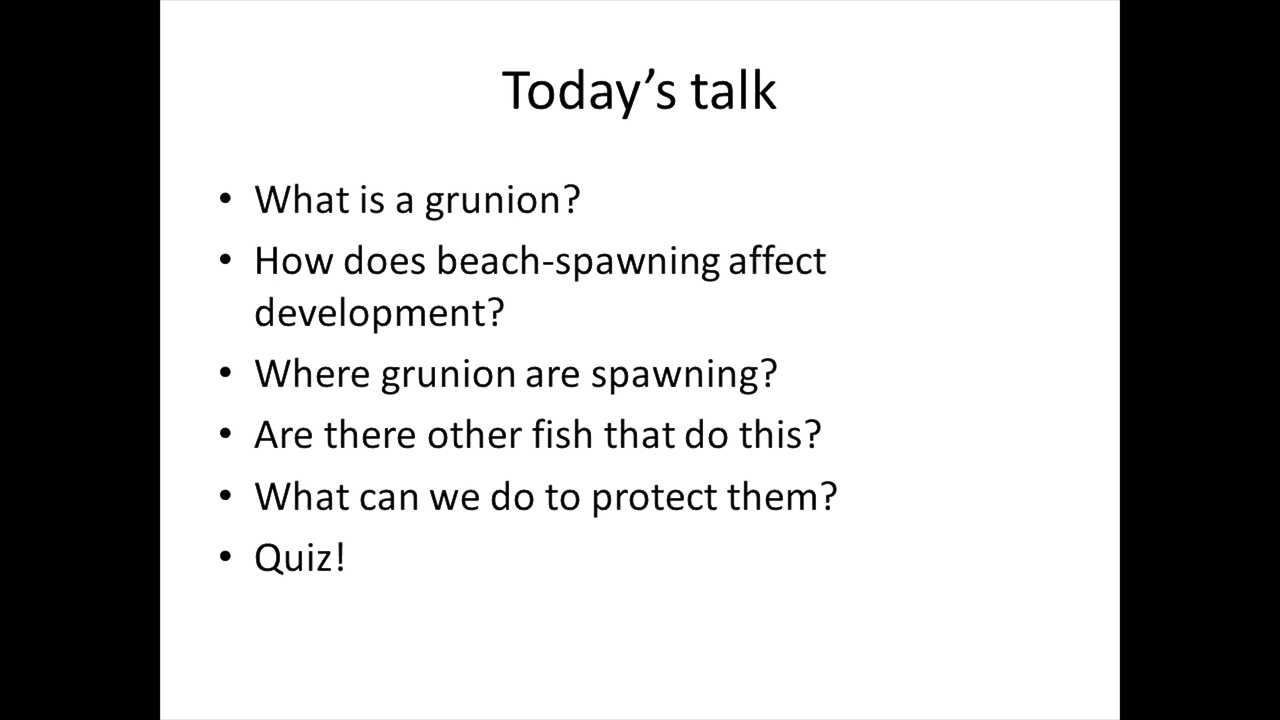 Today’s talk
• What is a grunion?
• How does beach-spawning affect
development?
• Where grunion are spawning?
• Are there other fish that do this?
• What can we do to protect them?
• Quiz!